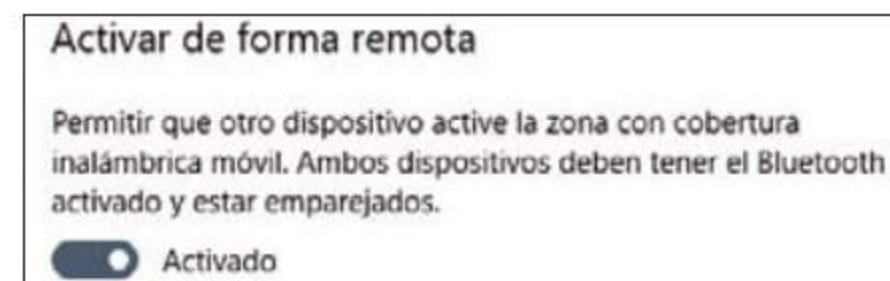 Activar de forma remota
Permitir que otro dispositivo active la zona con cobertura
inalámbrica móvil. Ambos dispositivos deben tener el Bluetooth
activado y estar emparejados.
Activado